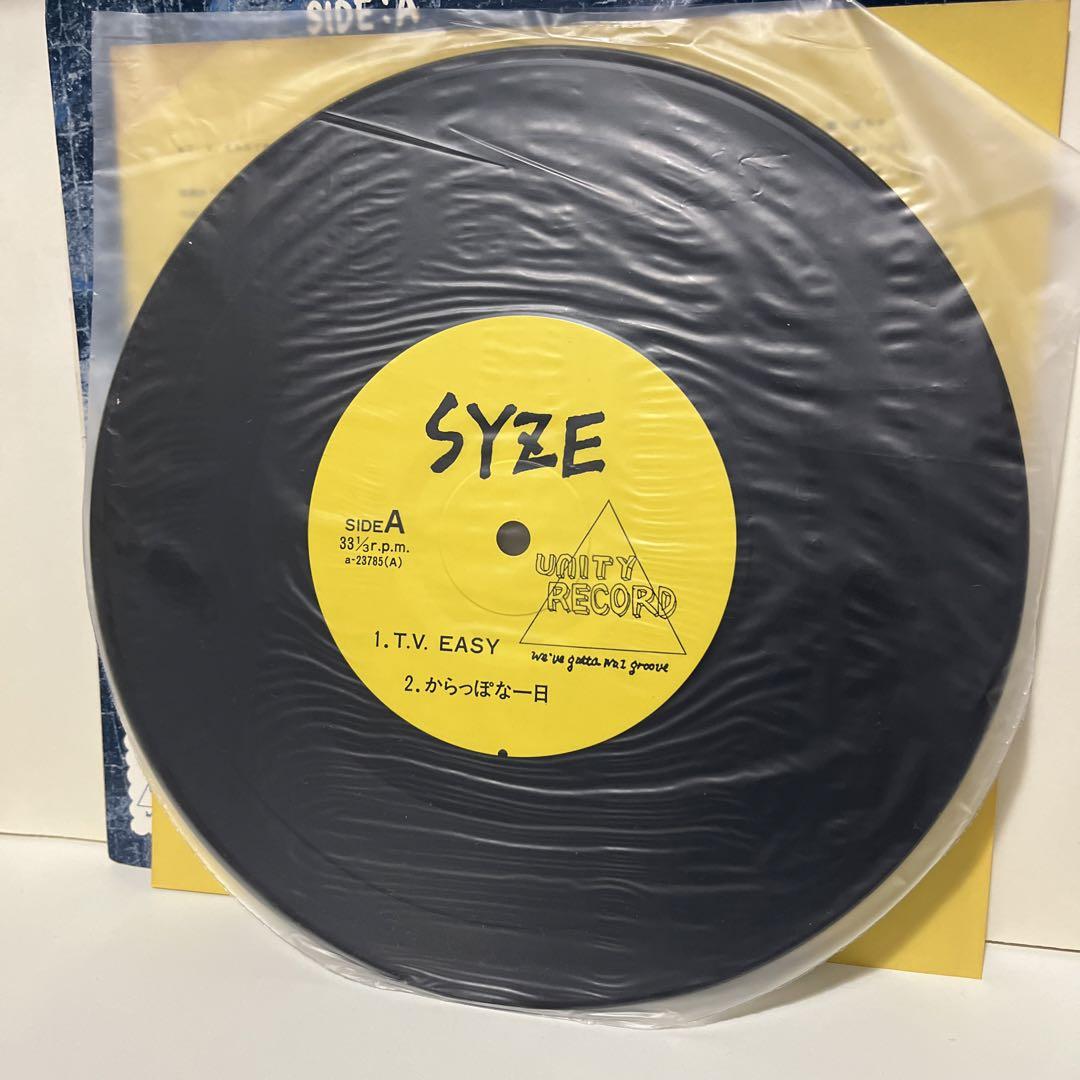 SIDE:A
SYZE
SIDE A
33⅓r.p.m.
a-23785(A)
UNITY
RECORD
We've gotta No.1 groove
1. T.V. EASY
2. からっぽな一日